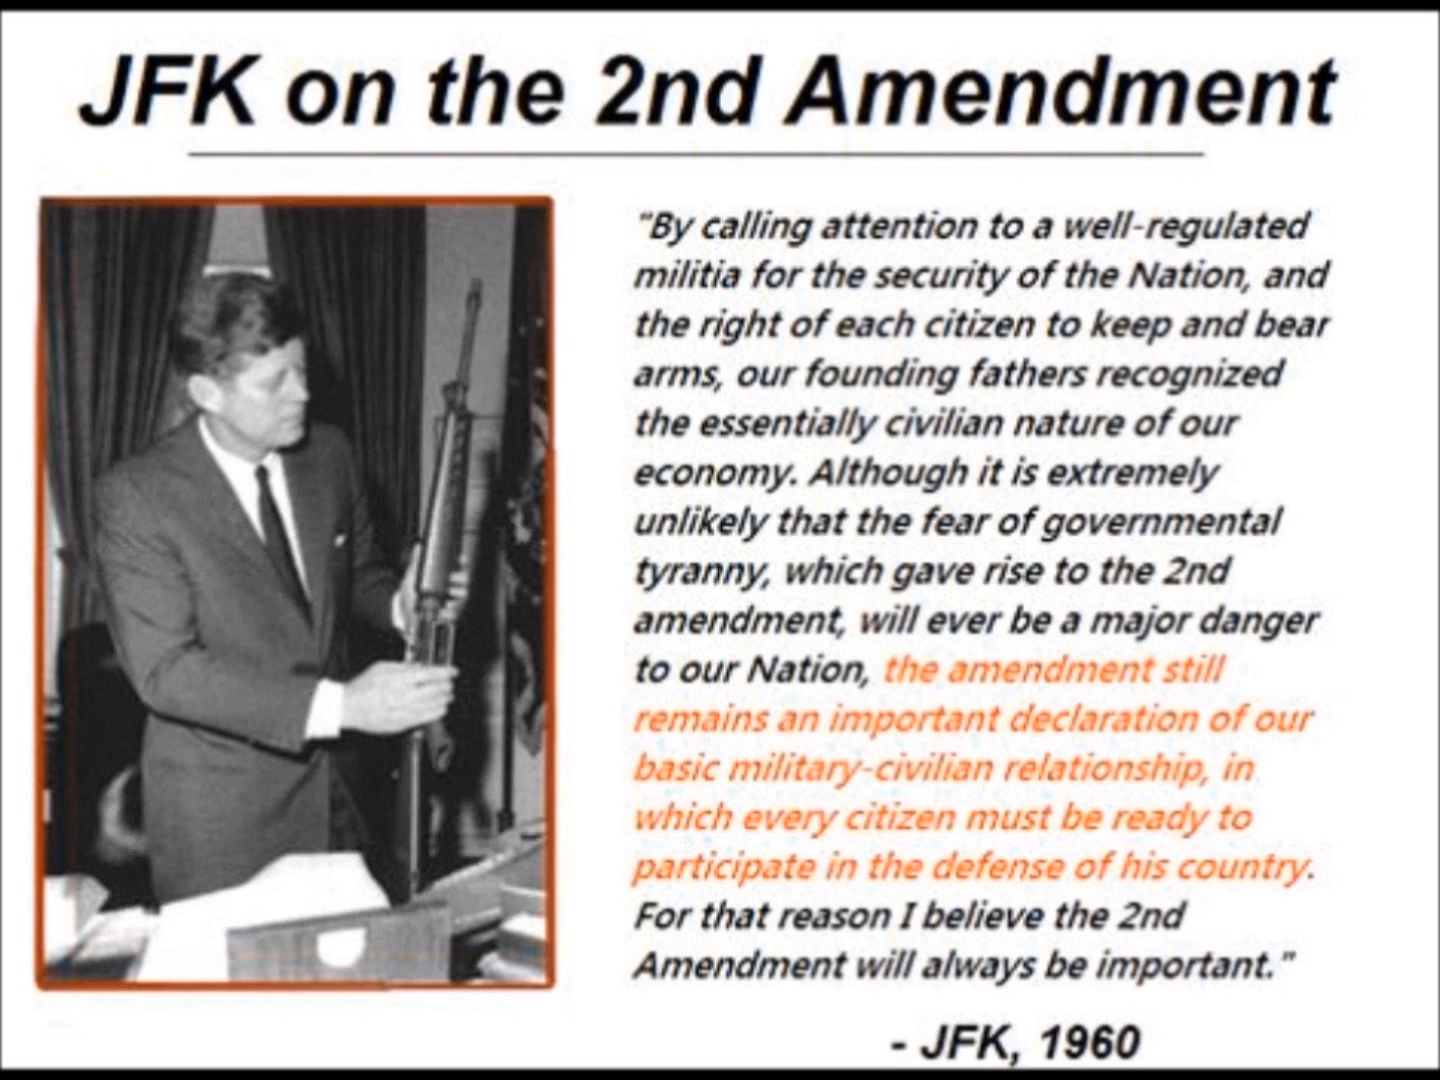 JFK on the 2nd Amendment
"By calling attention to a well-regulated
militia for the security of the Nation, and
the right of each citizen to keep and bear
arms, our founding fathers recognized
the essentially civilian nature of our
economy. Although it is extremely
unlikely that the fear of governmental
tyranny, which gave rise to the 2nd
amendment, will ever be a major danger
to our Nation, the amendment still
remains an important declaration of our
basic military-civilian relationship, in
which every citizen must be ready to
participate in the defense of his country.
For that reason I believe the 2nd
Amendment will always be important."
- JFK, 1960